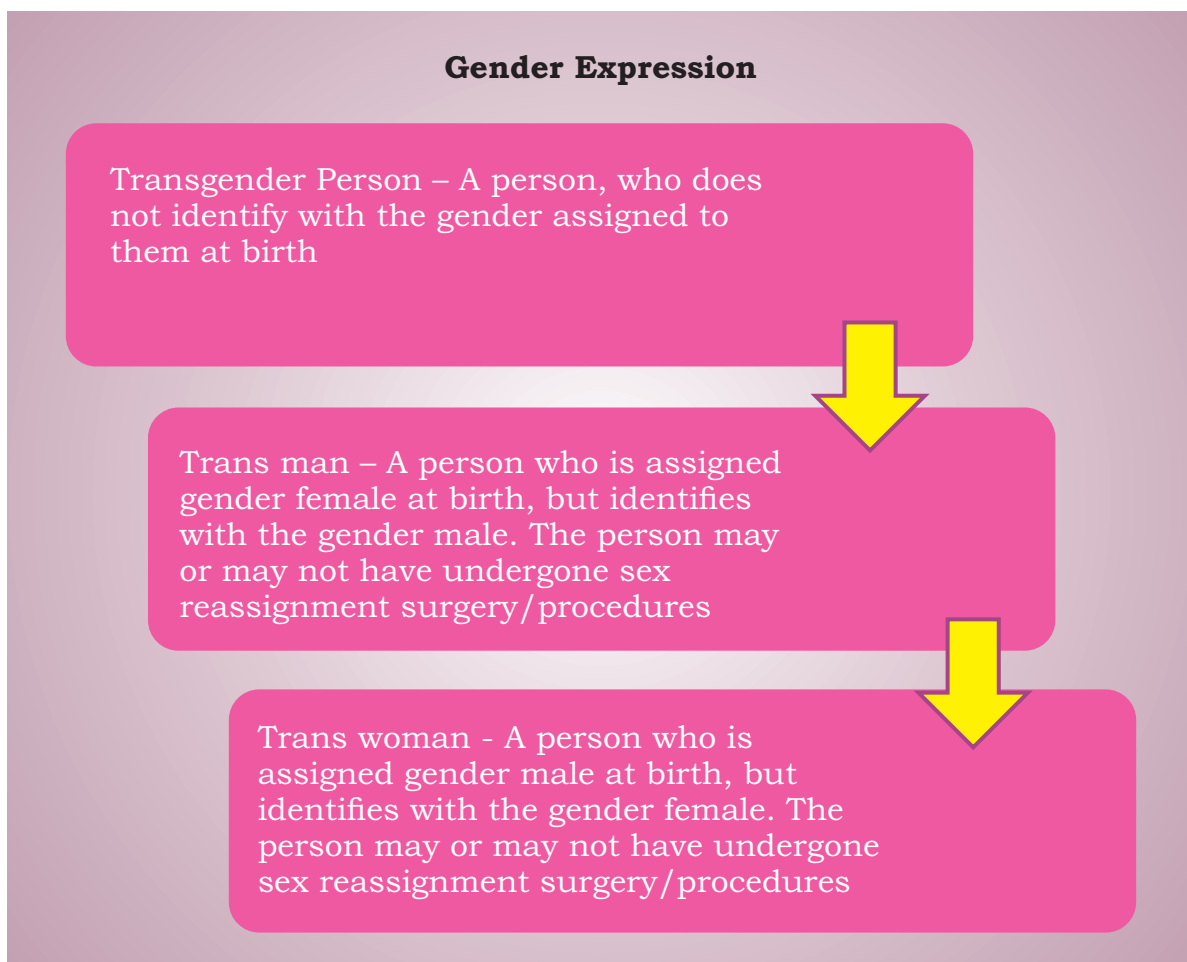 Gender Expression
Transgender Person – A person, who does
not identify with the gender assigned to
them at birth
Trans man – A person who is assigned
gender female at birth, but identifies
with the gender male. The person may
or may not have undergone sex
reassignment surgery/procedures
Trans woman - A person who is
assigned gender male at birth, but
identifies with the gender female. The
person may or may not have undergone
sex reassignment surgery/procedures